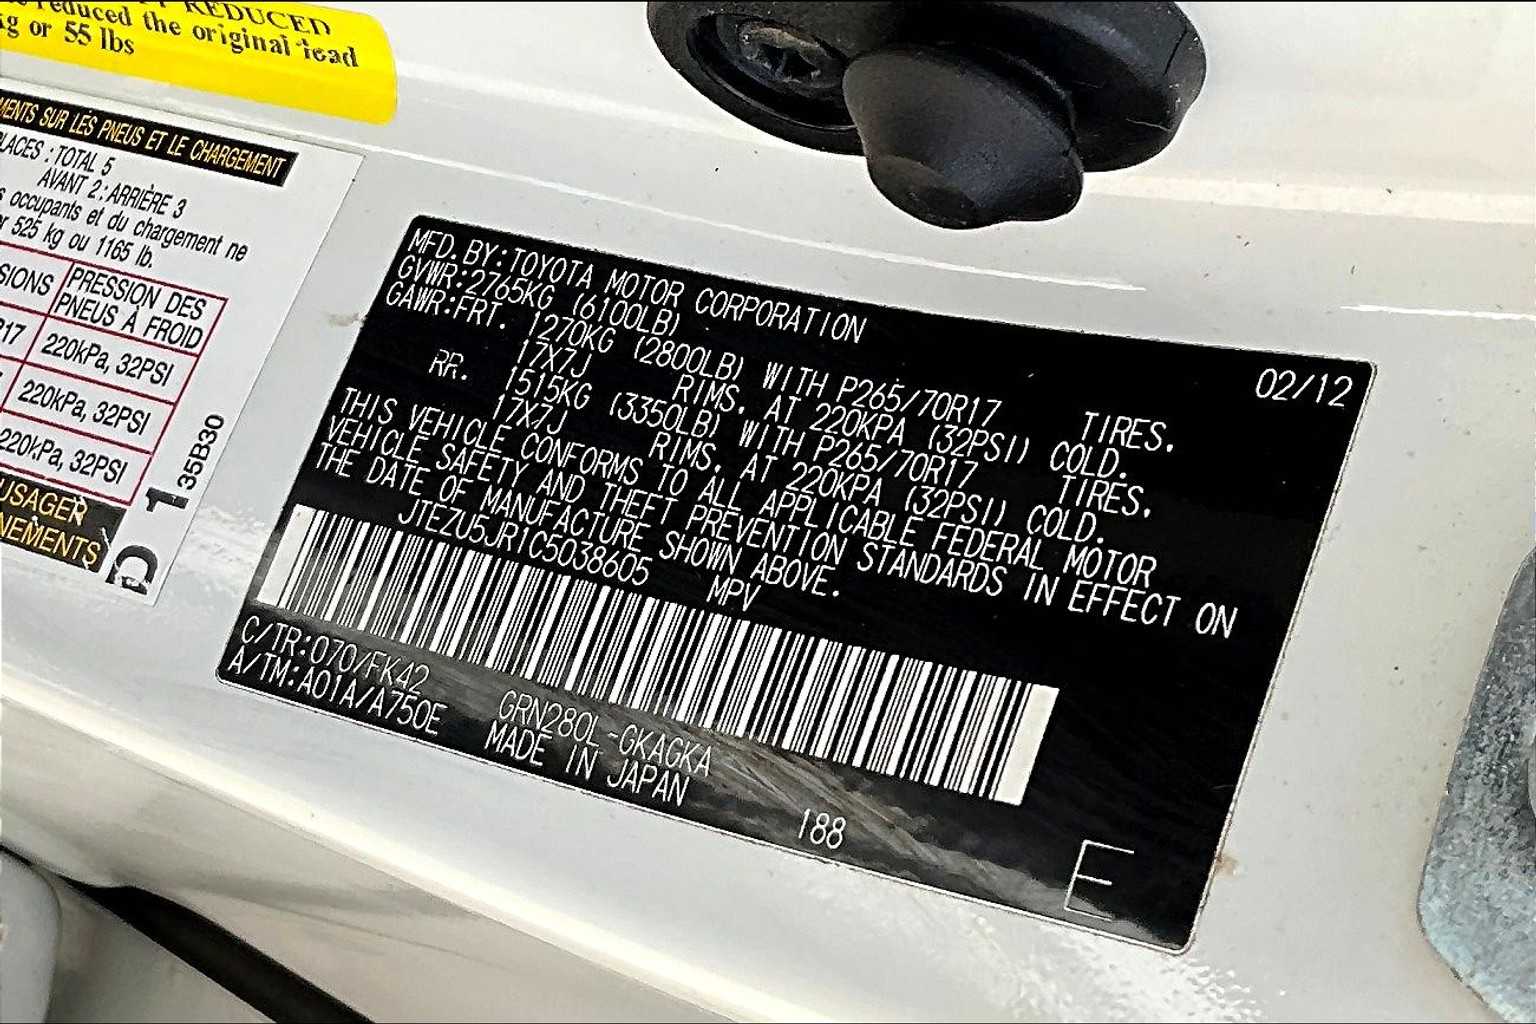 REDUCED
reduced the original load
kg or 55 lbs
SUR LES PNEUS ET LE CHARGEMENT
TOTAL 5
AVANT 2: ARRIÈRE 3
occupants et du chargement ne
525 kg ou 1165 lb.
PRESSION DES
PNEUS À FROID
R17 220kPa, 32PSI
220kPa, 32PSI
220kPa, 32PSI
USAGER
1 35B30
MFD. BY: TOYOTA MOTOR CORPORATION 02/12
GVWR: 2765KG (6100LB)
GAWR: FRT. 1270KG (2800LB) WITH P265/70R17 TIRES.
17X7J RIMS. AT 220KPA (32PSI) COLD.
RR. 1515KG (3350LB) WITH P265/70R17 TIRES.
17X7J RIMS. AT 220KPA (32PSI) COLD.
THIS VEHICLE CONFORMS TO ALL APPLICABLE FEDERAL MOTOR
VEHICLE SAFETY AND THEFT PREVENTION STANDARDS IN EFFECT ON
THE DATE OF MANUFACTURE SHOWN ABOVE.
JTEZU5JR1C5038605 MPV
C/TR: 070/FK42 GRN280L-GKAGKA
A/TM: A01A/A750E MADE IN JAPAN
188
E